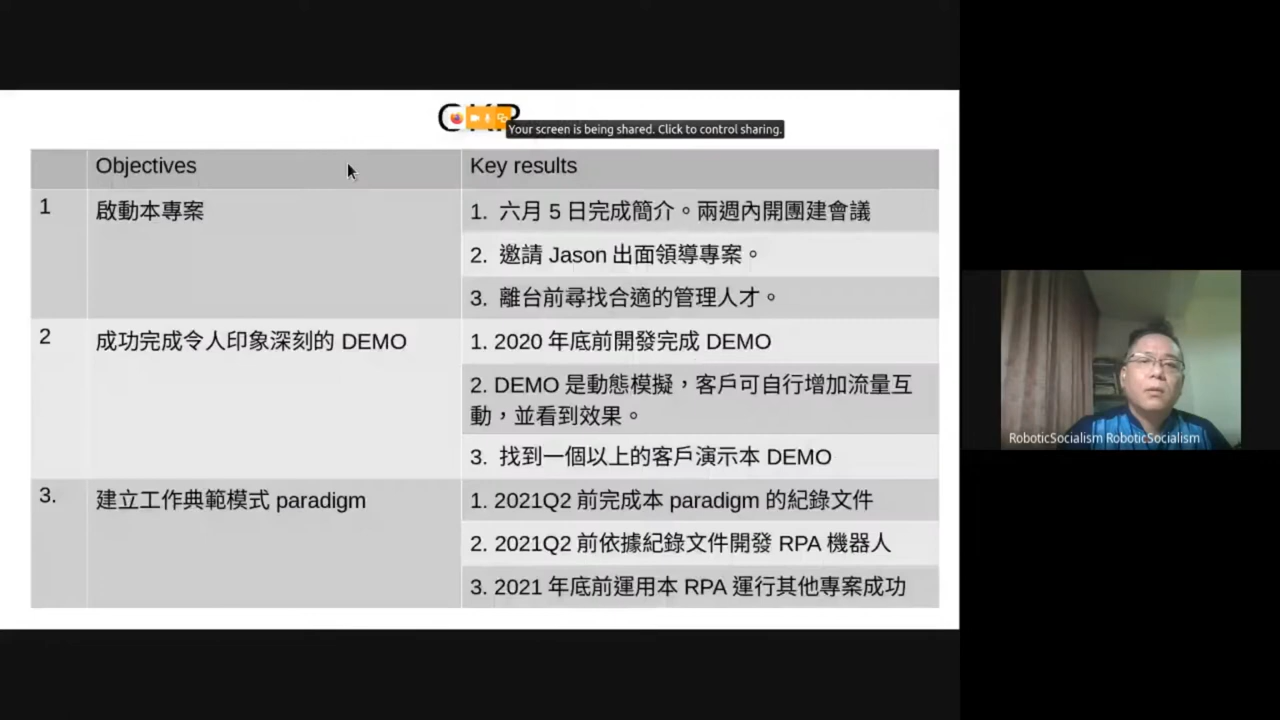 Your screen is being shared. Click to control sharing.
Objectives
Key results
1
啟動本專案
1. 六月 5 日完成簡介。兩週內開團建會議
2. 邀請 Jason 出面領導專案。
3. 離台前尋找合適的管理人才。
2
成功完成令人印象深刻的 DEMO
1. 2020 年底前開發完成 DEMO
2. DEMO 是動態模擬，客戶可自行增加流量互
動，並看到效果。
3. 找到一個以上的客戶演示本 DEMO
3.
建立工作典範模式 paradigm
1. 2021Q2 前完成本 paradigm 的紀錄文件
2. 2021Q2 前依據紀錄文件開發 RPA 機器人
3. 2021 年底前運用本 RPA 運行其他專案成功
RoboticSocialism RoboticSocialism